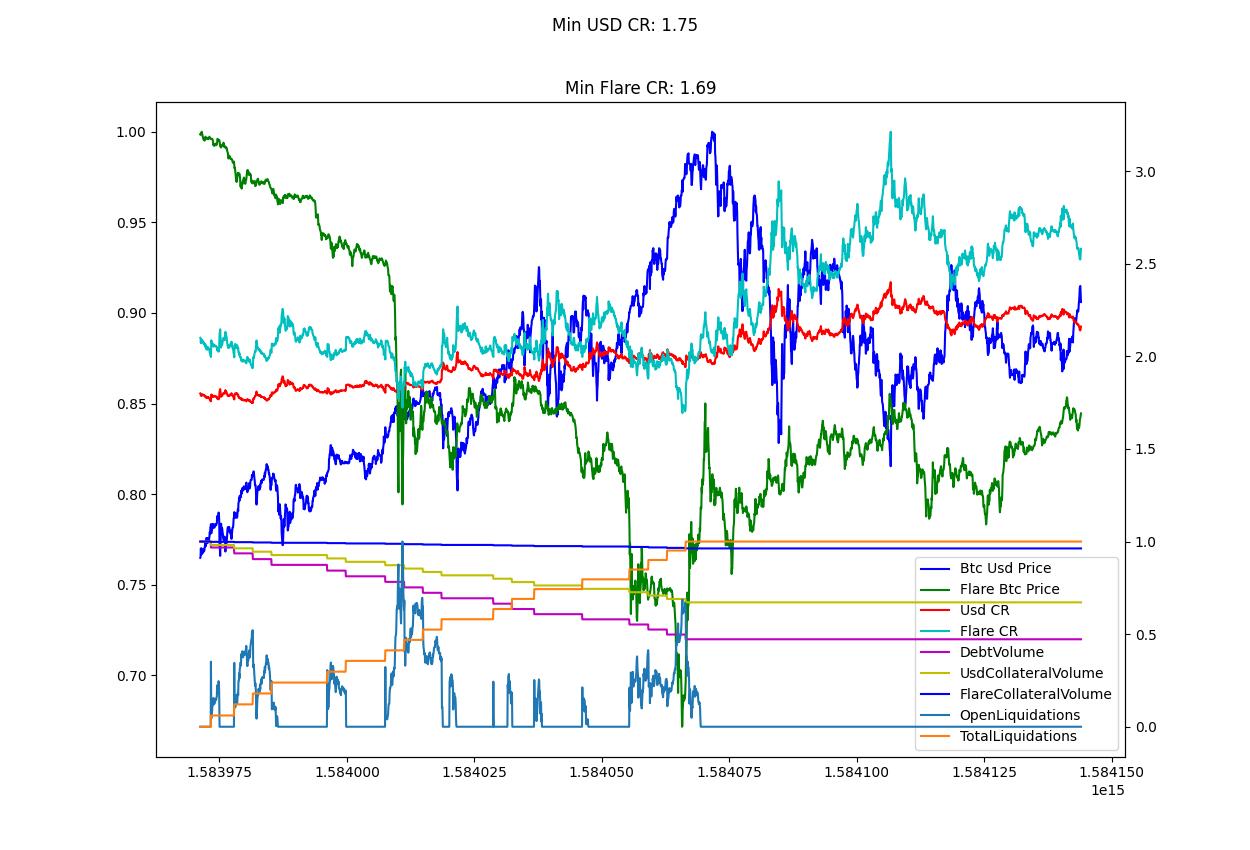 Min USD CR: 1.75
Min Flare CR: 1.69
1.00
0.95
0.90
0.85
0.80
0.75
0.70
3.0
2.5
2.0
1.5
1.0
0.5
0.0
Btc Usd Price
Flare Btc Price
Usd CR
Flare CR
DebtVolume
UsdCollateralVolume
FlareCollateralVolume
OpenLiquidations
TotalLiquidations
1.583975 1.584000 1.584025 1.584050 1.584075 1.584100 1.584125 1.584150
1e15